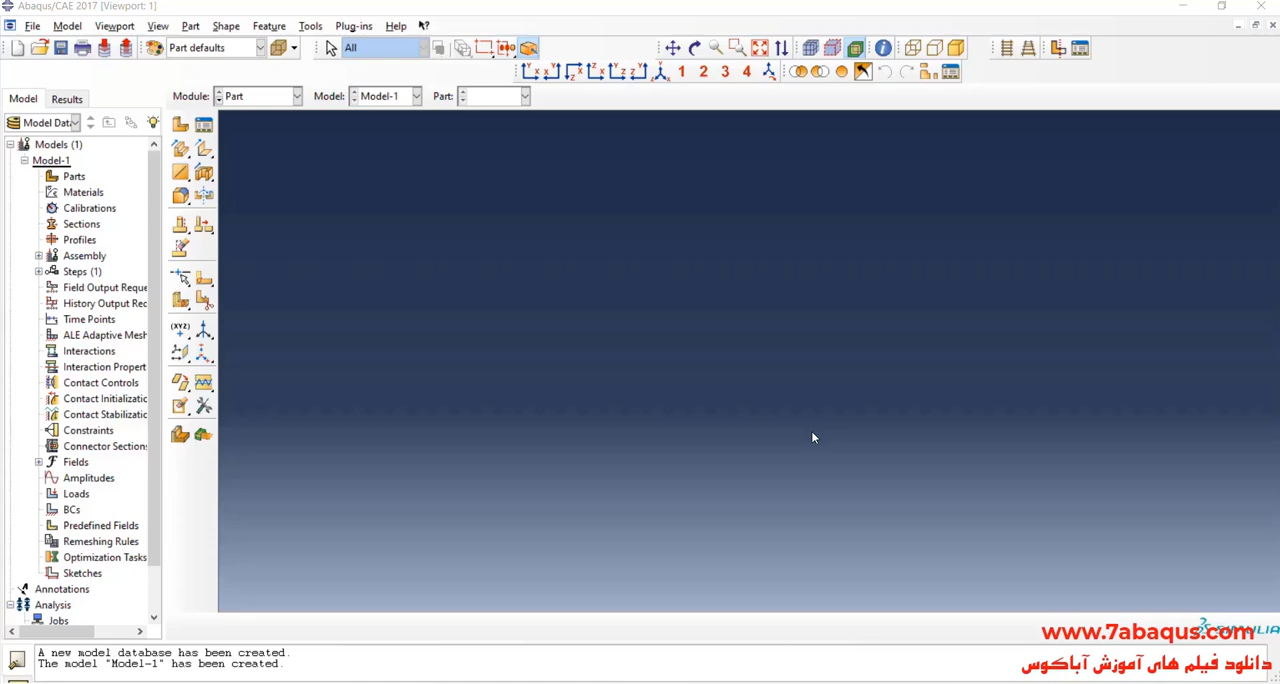 Abaqus/CAE 2017 [Viewport: 1]
File Model Viewport View Part Shape Feature Tools Plug-ins Help
Part defaults All
1 2 3 4
Model Results Module: Part Model: Model-1 Part:
Model Data
Models (1)
Model-1
Parts
Materials
Calibrations
Sections
Profiles
Assembly
Steps (1)
Field Output Reque
History Output Rec
Time Points
ALE Adaptive Mesh
Interactions
Interaction Propert
Contact Controls
Contact Initializatic
Contact Stabilizatic
Constraints
Connector Sections
Fields
Amplitudes
Loads
BCs
Predefined Fields
Remeshing Rules
Optimization Tasks
Sketches
Annotations
Analysis
Jobs
(XYZ)
SIMULIA
www.7abaqus.com
دانلود فیلم های آموزش آباکوس
A new model database has been created.
The model "Model-1" has been created.